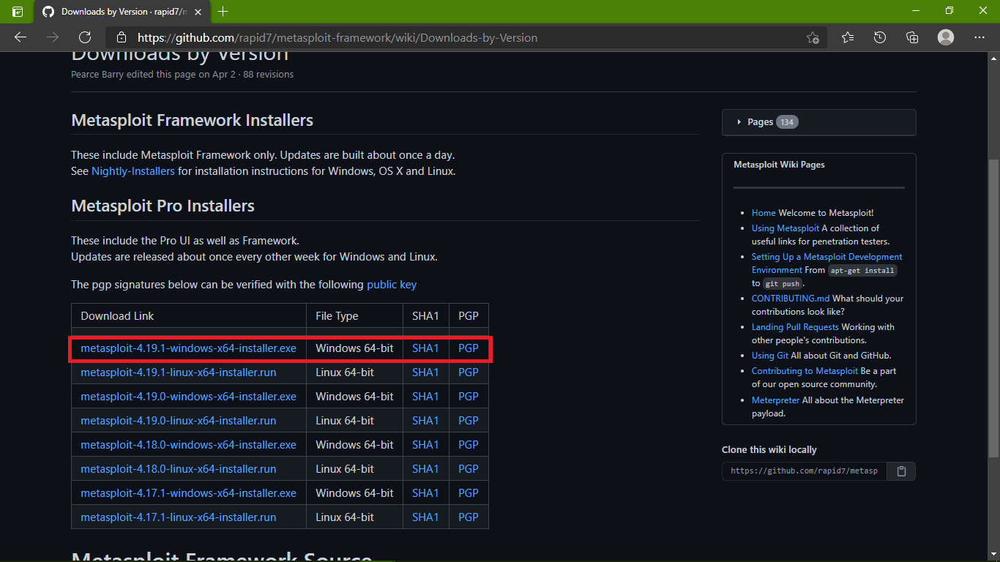 Downloads by Version · rapid7/m
https://github.com/rapid7/metasploit-framework/wiki/Downloads-by-Version
Downloads by Version
Pearce Barry edited this page on Apr 2 · 88 revisions
Metasploit Framework Installers
These include Metasploit Framework only. Updates are built about once a day.
See Nightly-Installers for installation instructions for Windows, OS X and Linux.
Metasploit Pro Installers
These include the Pro UI as well as Framework.
Updates are released about once every other week for Windows and Linux.
The pgp signatures below can be verified with the following public key
Download Link File Type SHA1 PGP
metasploit-4.19.1-windows-x64-installer.exe Windows 64-bit SHA1 PGP
metasploit-4.19.1-linux-x64-installer.run Linux 64-bit SHA1 PGP
metasploit-4.19.0-windows-x64-installer.exe Windows 64-bit SHA1 PGP
metasploit-4.19.0-linux-x64-installer.run Linux 64-bit SHA1 PGP
metasploit-4.18.0-windows-x64-installer.exe Windows 64-bit SHA1 PGP
metasploit-4.18.0-linux-x64-installer.run Linux 64-bit SHA1 PGP
metasploit-4.17.1-windows-x64-installer.exe Windows 64-bit SHA1 PGP
metasploit-4.17.1-linux-x64-installer.run Linux 64-bit SHA1 PGP
Metasploit Framework Source
Pages 134
Metasploit Wiki Pages
Home Welcome to Metasploit!
Using Metasploit A collection of
useful links for penetration testers.
Setting Up a Metasploit Development
Environment From apt-get install
to git push.
CONTRIBUTING.md What should your
contributions look like?
Landing Pull Requests Working with
other people's contributions.
Using Git All about Git and GitHub.
Contributing to Metasploit Be a part
of our open source community.
Meterpreter All about the Meterpreter
payload.
Clone this wiki locally
https://github.com/rapid7/metasp